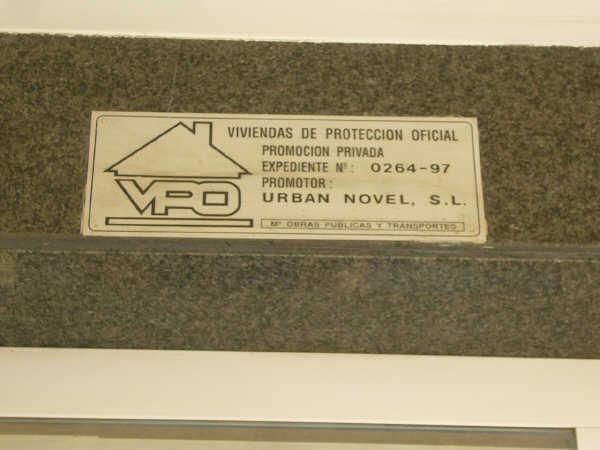 VIVIENDAS DE PROTECCION OFICIAL
PROMOCION PRIVADA
EXPEDIENTE Nº: 0264-97
PROMOTOR:
URBAN NOVEL, S.L.
VPO
Mº OBRAS PUBLICAS Y TRANSPORTES